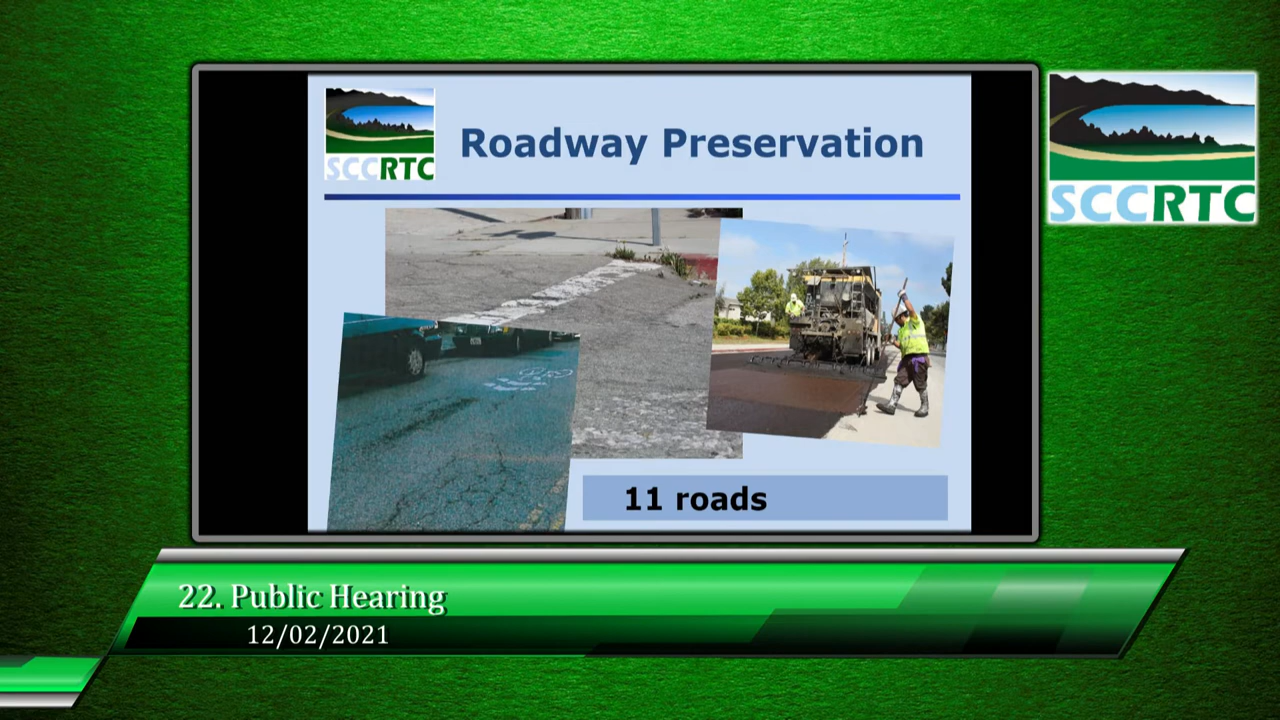 SCCRTC
Roadway Preservation
SCCRTC
11 roads
22. Public Hearing
12/02/2021